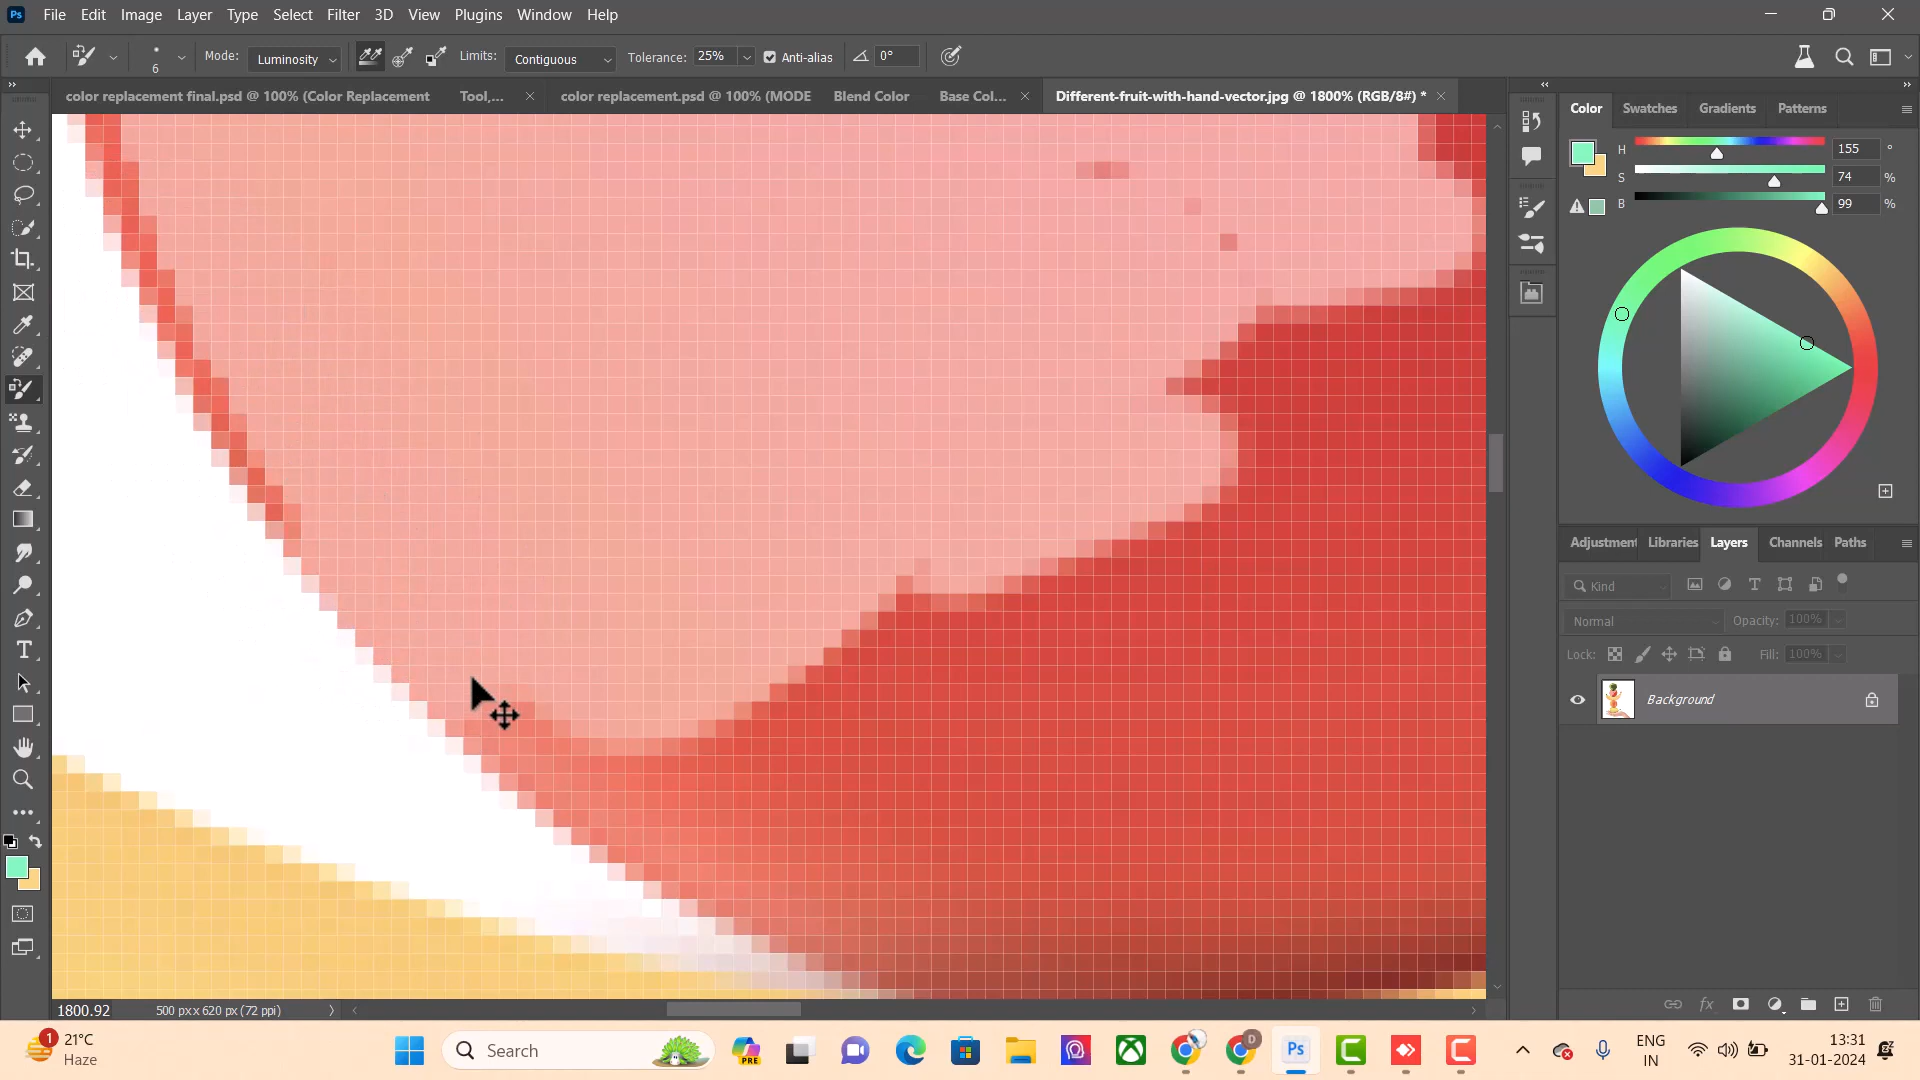 Ps File Edit Image Layer Type Select Filter 3D View Plugins Window Help
6 Mode: Luminosity Limits: Contiguous Tolerance: 25% Anti-alias 0°
color replacement final.psd @ 100% (Color Replacement Tool,... color replacement.psd @ 100% (MODE Blend Color Base Col... Different-fruit-with-hand-vector.jpg @ 1800% (RGB/8#) *
Color Swatches Gradients Patterns
H 155 °
S 74 %
B 99 %
Adjustment Libraries Layers Channels Paths
Kind
Normal Opacity: 100%
Lock: Fill: 100%
Background
fx
1800.92 500 px x 620 px (72 ppi)
1 21°C
Haze
Search
PRE
D
Ps
ENG
IN
13:31
31-01-2024